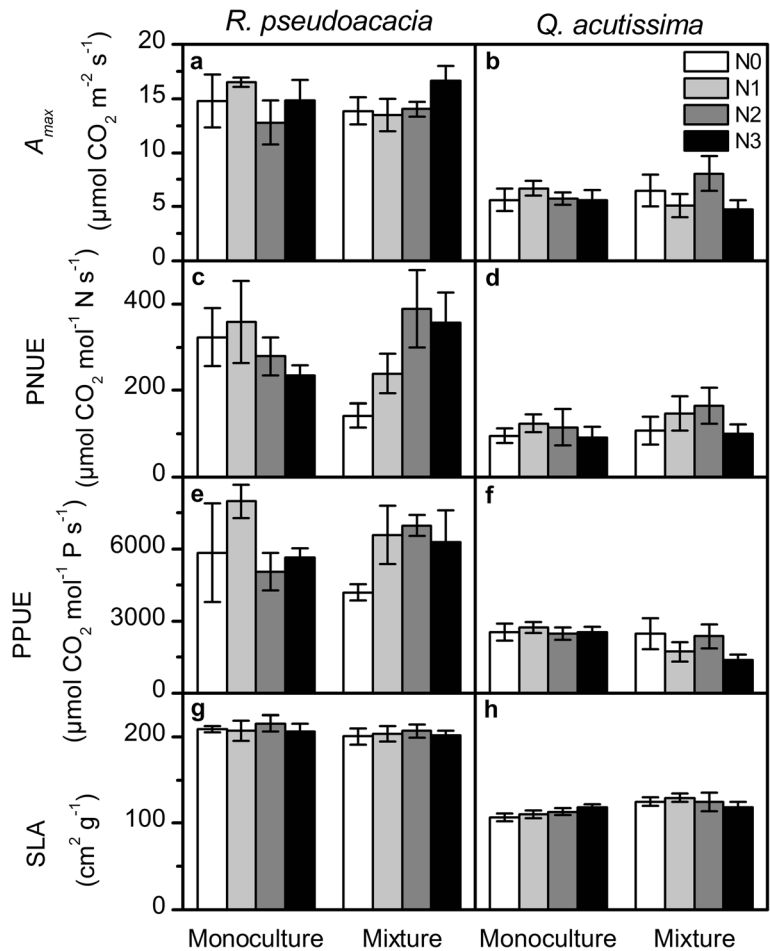 R. pseudoacacia
Q. acutissima
a
b
N0
N1
N2
N3
A max
(µmol CO2 m-2 s-1)
20
15
10
5
0
c
d
PNUE
(µmol CO2 mol-1 N s-1)
400
200
0
e
f
PPUE
(µmol CO2 mol-1 P s-1)
6000
3000
0
g
h
SLA
(cm2 g-1)
200
100
0
Monoculture
Mixture
Monoculture
Mixture